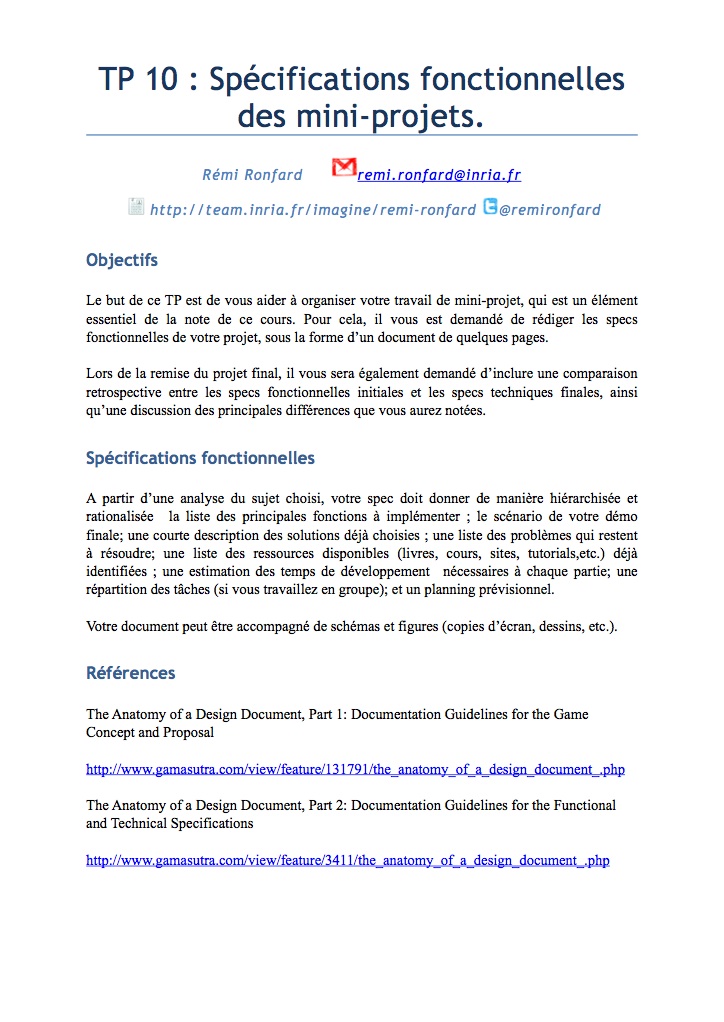 TP 10 : Spécifications fonctionnelles
des mini-projets.
Rémi Ronfard remi.ronfard@inria.fr
http://team.inria.fr/imagine/remi-ronfard @remironfard
Objectifs
Le but de ce TP est de vous aider à organiser votre travail de mini-projet, qui est un élément
essentiel de la note de ce cours. Pour cela, il vous est demandé de rédiger les specs
fonctionnelles de votre projet, sous la forme d'un document de quelques pages.
Lors de la remise du projet final, il vous sera également demandé d'inclure une comparaison
retrospective entre les specs fonctionnelles initiales et les specs techniques finales, ainsi
qu'une discussion des principales différences que vous aurez notées.
Spécifications fonctionnelles
A partir d'une analyse du sujet choisi, votre spec doit donner de manière hiérarchisée et
rationalisée la liste des principales fonctions à implémenter ; le scénario de votre démo
finale; une courte description des solutions déjà choisies ; une liste des problèmes qui restent
à résoudre; une liste des ressources disponibles (livres, cours, sites, tutorials,etc.) déjà
identifiées ; une estimation des temps de développement nécessaires à chaque partie; une
répartition des tâches (si vous travaillez en groupe); et un planning prévisionnel.
Votre document peut être accompagné de schémas et figures (copies d'écran, dessins, etc.).
Références
The Anatomy of a Design Document, Part 1: Documentation Guidelines for the Game
Concept and Proposal
http://www.gamasutra.com/view/feature/131791/the_anatomy_of_a_design_document_.php
The Anatomy of a Design Document, Part 2: Documentation Guidelines for the Functional
and Technical Specifications
http://www.gamasutra.com/view/feature/3411/the_anatomy_of_a_design_document_.php